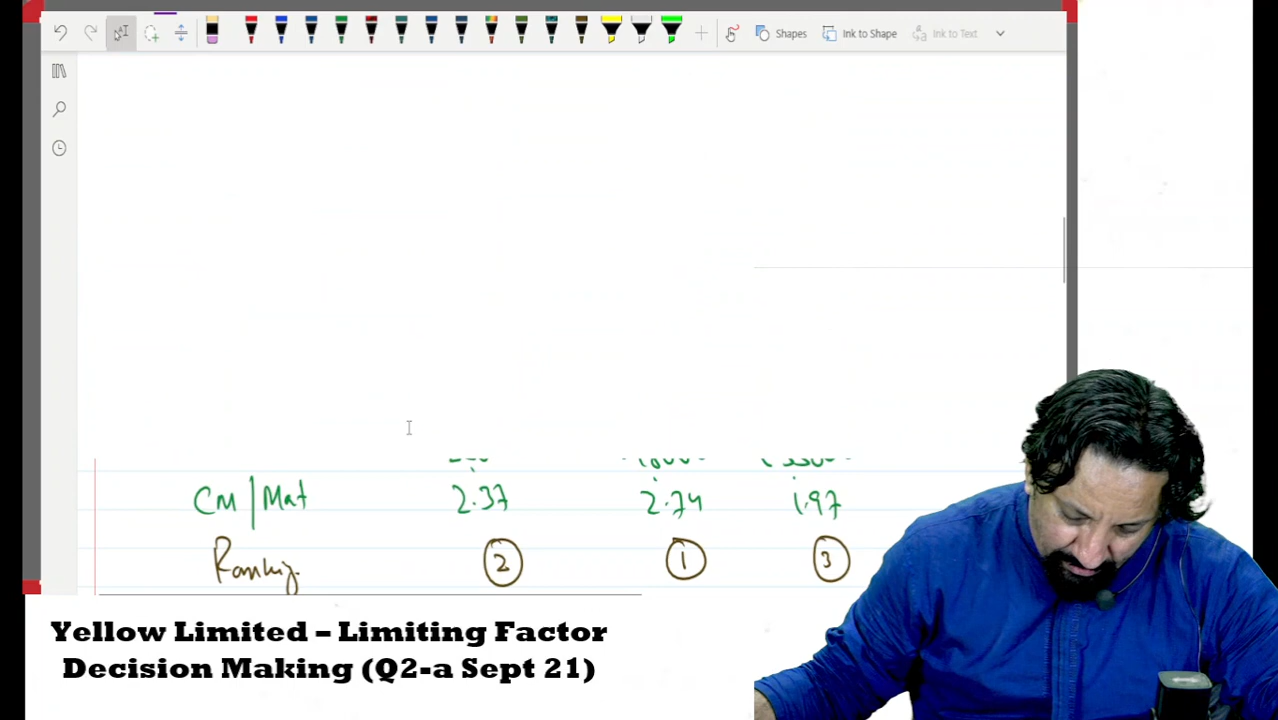 Shapes Ink to Shape Ink to Text
CM/Mat 2.37 2.74 1.97
Ranking 2 1 3
Yellow Limited – Limiting Factor
Decision Making (Q2-a Sept 21)